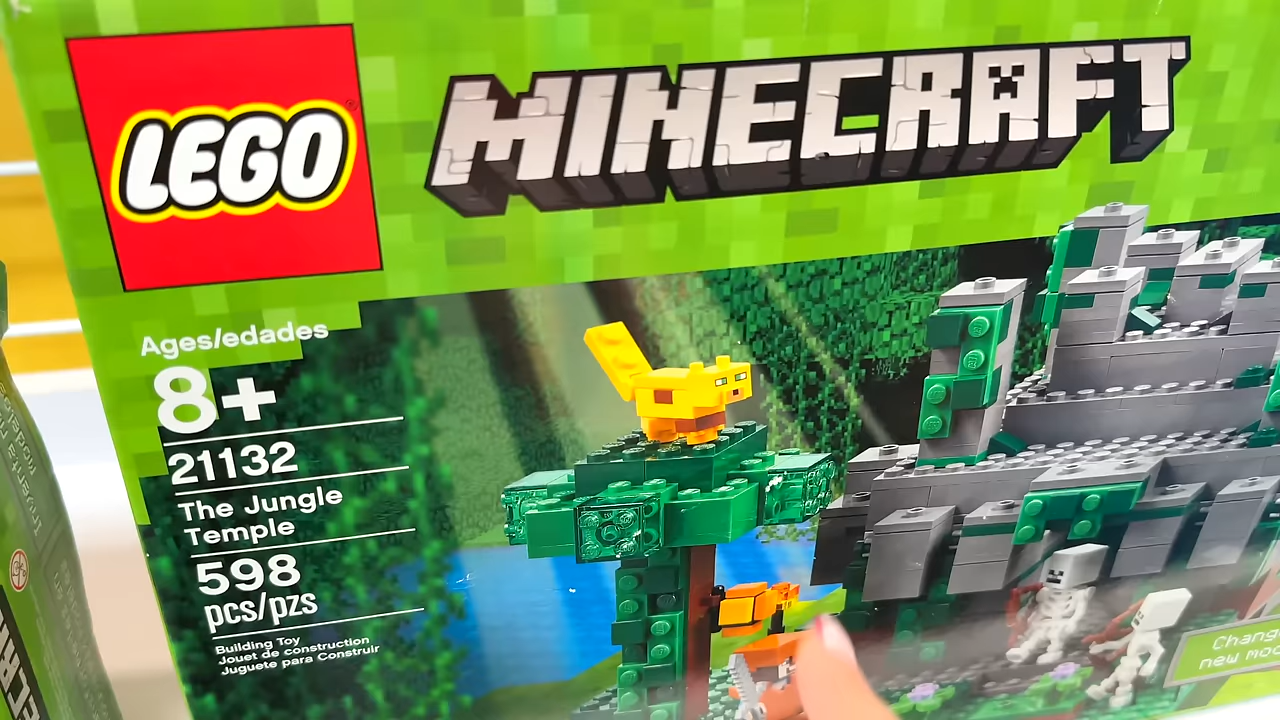 LEGO
MINECRAFT
Ages/edades
8+
21132
The Jungle
Temple
598
pcs/pzs
Building Toy
Jouet de construction
Juguete para Construir
new